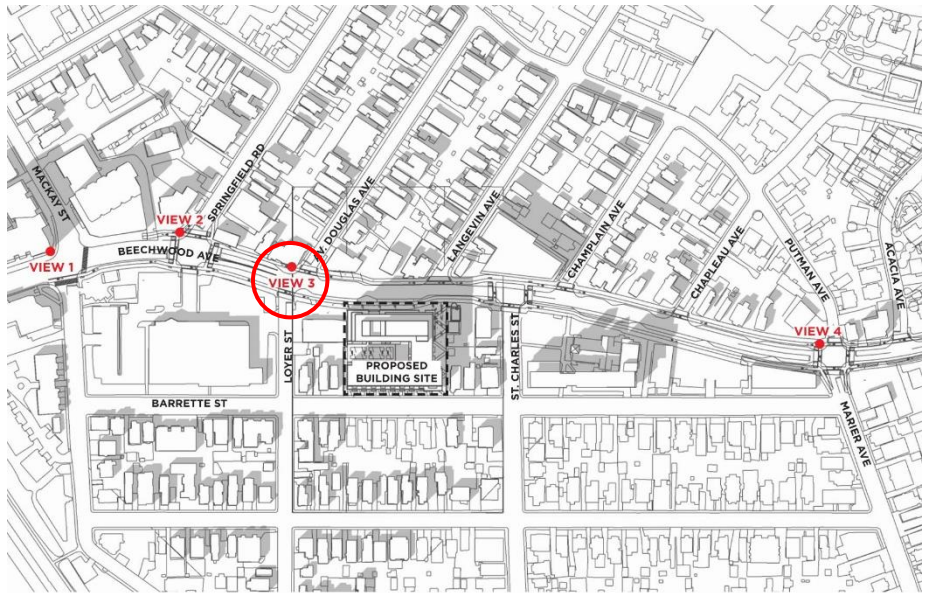 MACKAY ST
VIEW 1
VIEW 2
BEECHWOOD AVE
SPRINGFIELD RD
VIEW 3
DOUGLAS AVE
LANGEVIN AVE
CHAMPLAIN AVE
CHAPLEAU AVE
PUTMAN AVE
ACACIA AVE
VIEW 4
LOYER ST
PROPOSED
BUILDING SITE
ST. CHARLES ST
BARRETTE ST
MARIER AVE